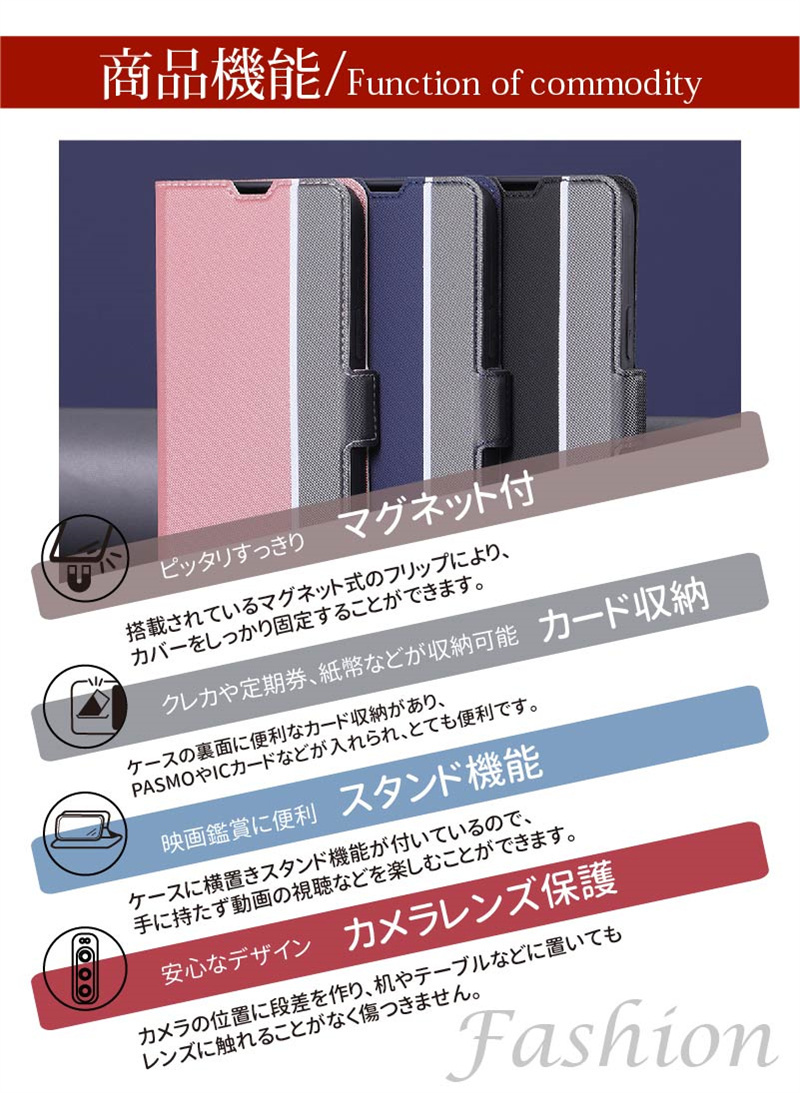 商品機能/Function of commodity
ピッタリすっきり マグネット付
搭載されているマグネット式のフリップにより、
カバーをしっかり固定することができます。
クレカや定期券、紙幣などが収納可能 カード収納
ケースの裏面に便利なカード収納があり、
PASMOやICカードなどが入れられ、とても便利です。
映画鑑賞に便利 スタンド機能
ケースに横置きスタンド機能が付いているので、
手に持たず動画の視聴などを楽しむことができます。
安心なデザイン カメラレンズ保護
カメラの位置に段差を作り、机やテーブルなどに置いても
レンズに触れることがなく傷つきません。
Fashion